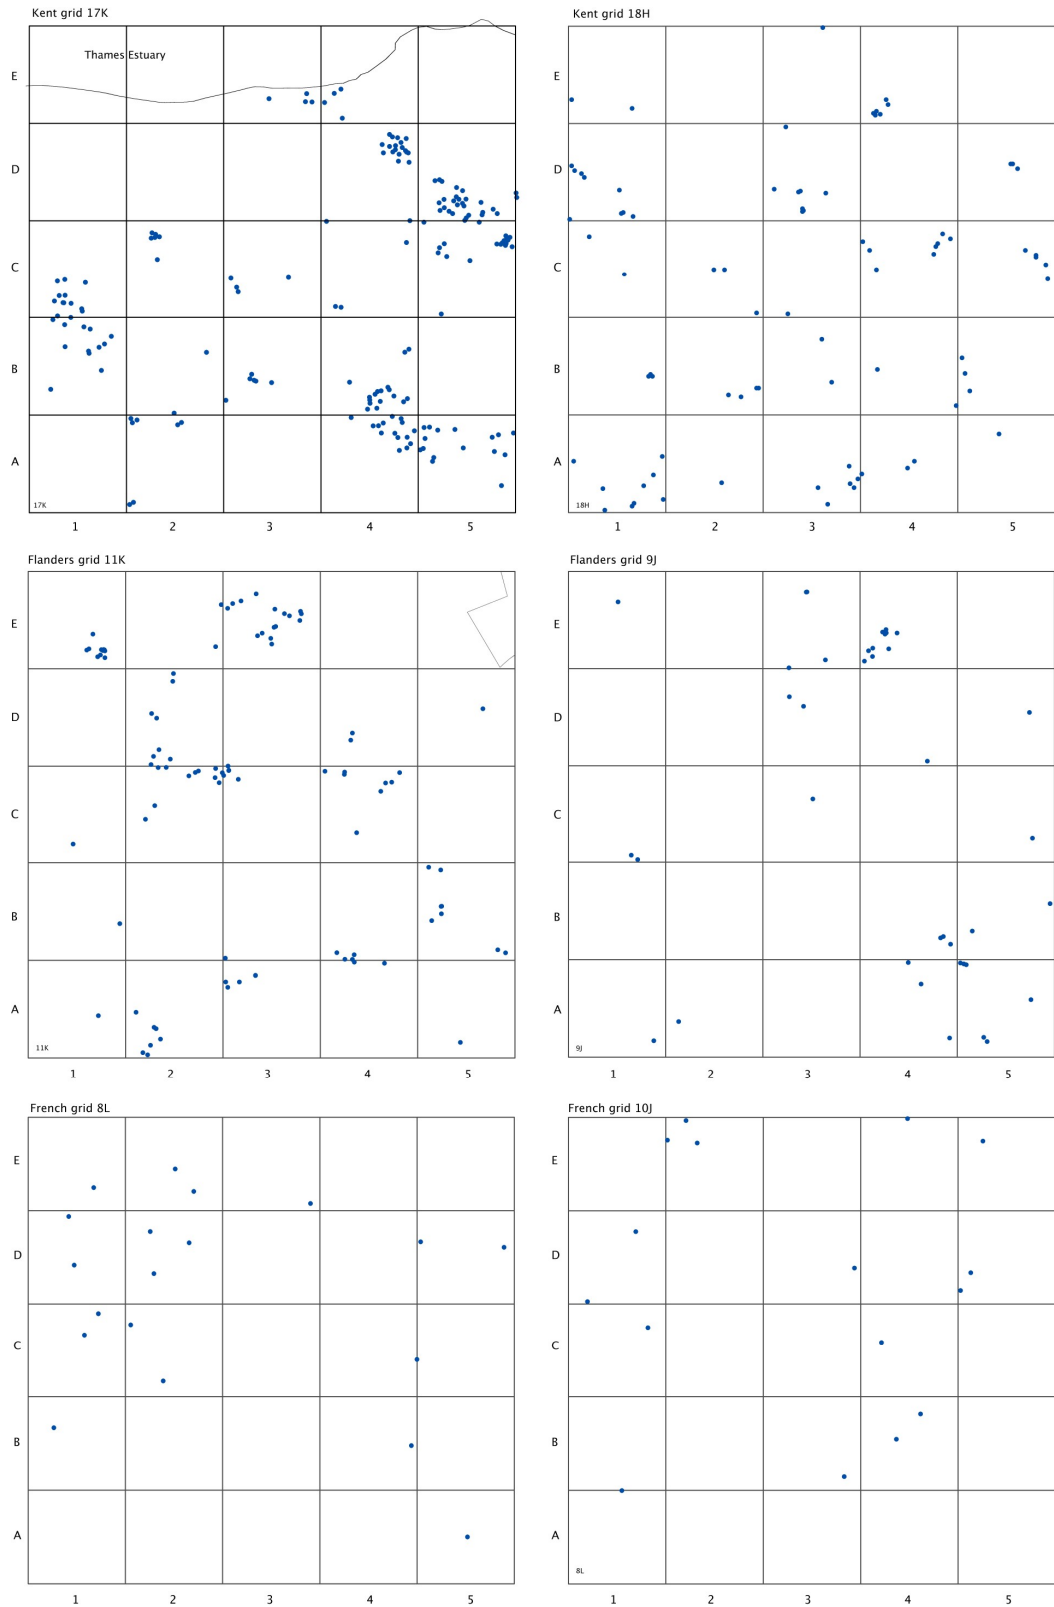 Kent grid 17K
Kent grid 18H
Thames Estuary
E
D
C
B
A
17K
1 2 3 4 5
E
D
C
B
A
18H
1 2 3 4 5
Flanders grid 11K
Flanders grid 9J
E
D
C
B
A
11K
1 2 3 4 5
E
D
C
B
A
9J
1 2 3 4 5
French grid 8L
French grid 10J
E
D
C
B
A
1 2 3 4 5
E
D
C
B
A
8L
1 2 3 4 5